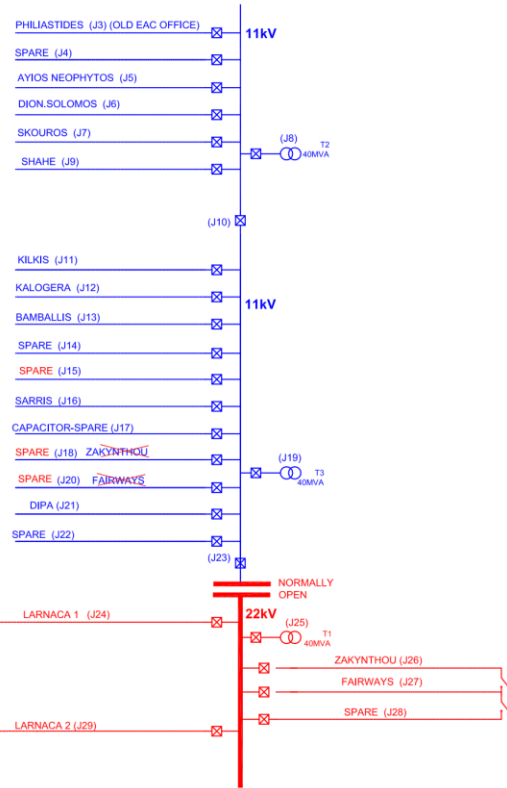 PHILIASTIDES (J3) (OLD EAC OFFICE)
11kV
SPARE (J4)
AYIOS NEOPHYTOS (J5)
DION.SOLOMOS (J6)
SKOUROS (J7)
(J8)
T2
40MVA
SHAHE (J9)
(J10)
KILKIS (J11)
KALOGERA (J12)
11kV
BAMBALLIS (J13)
SPARE (J14)
SPARE (J15)
SARRIS (J16)
CAPACITOR-SPARE (J17)
SPARE (J18) ZAKYNTHOU
(J19)
T3
40MVA
SPARE (J20) FAIRWAYS
DIPA (J21)
SPARE (J22)
(J23)
NORMALLY
OPEN
22kV
LARNACA 1 (J24)
(J25)
T1
40MVA
ZAKYNTHOU (J26)
FAIRWAYS (J27)
SPARE (J28)
LARNACA 2 (J29)